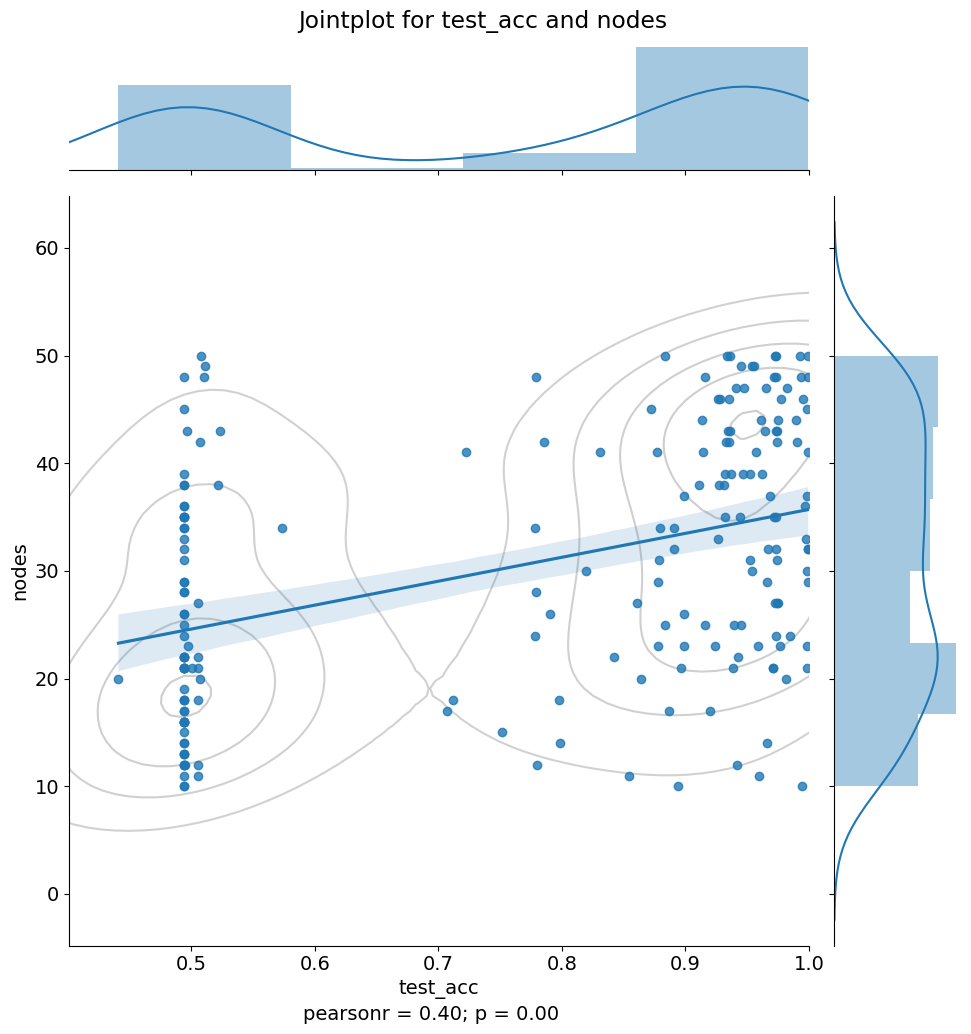 Jointplot for test_acc and nodes
60
50
40
30
20
10
0
nodes
0.5 0.6 0.7 0.8 0.9 1.0
test_acc
pearsonr = 0.40; p = 0.00